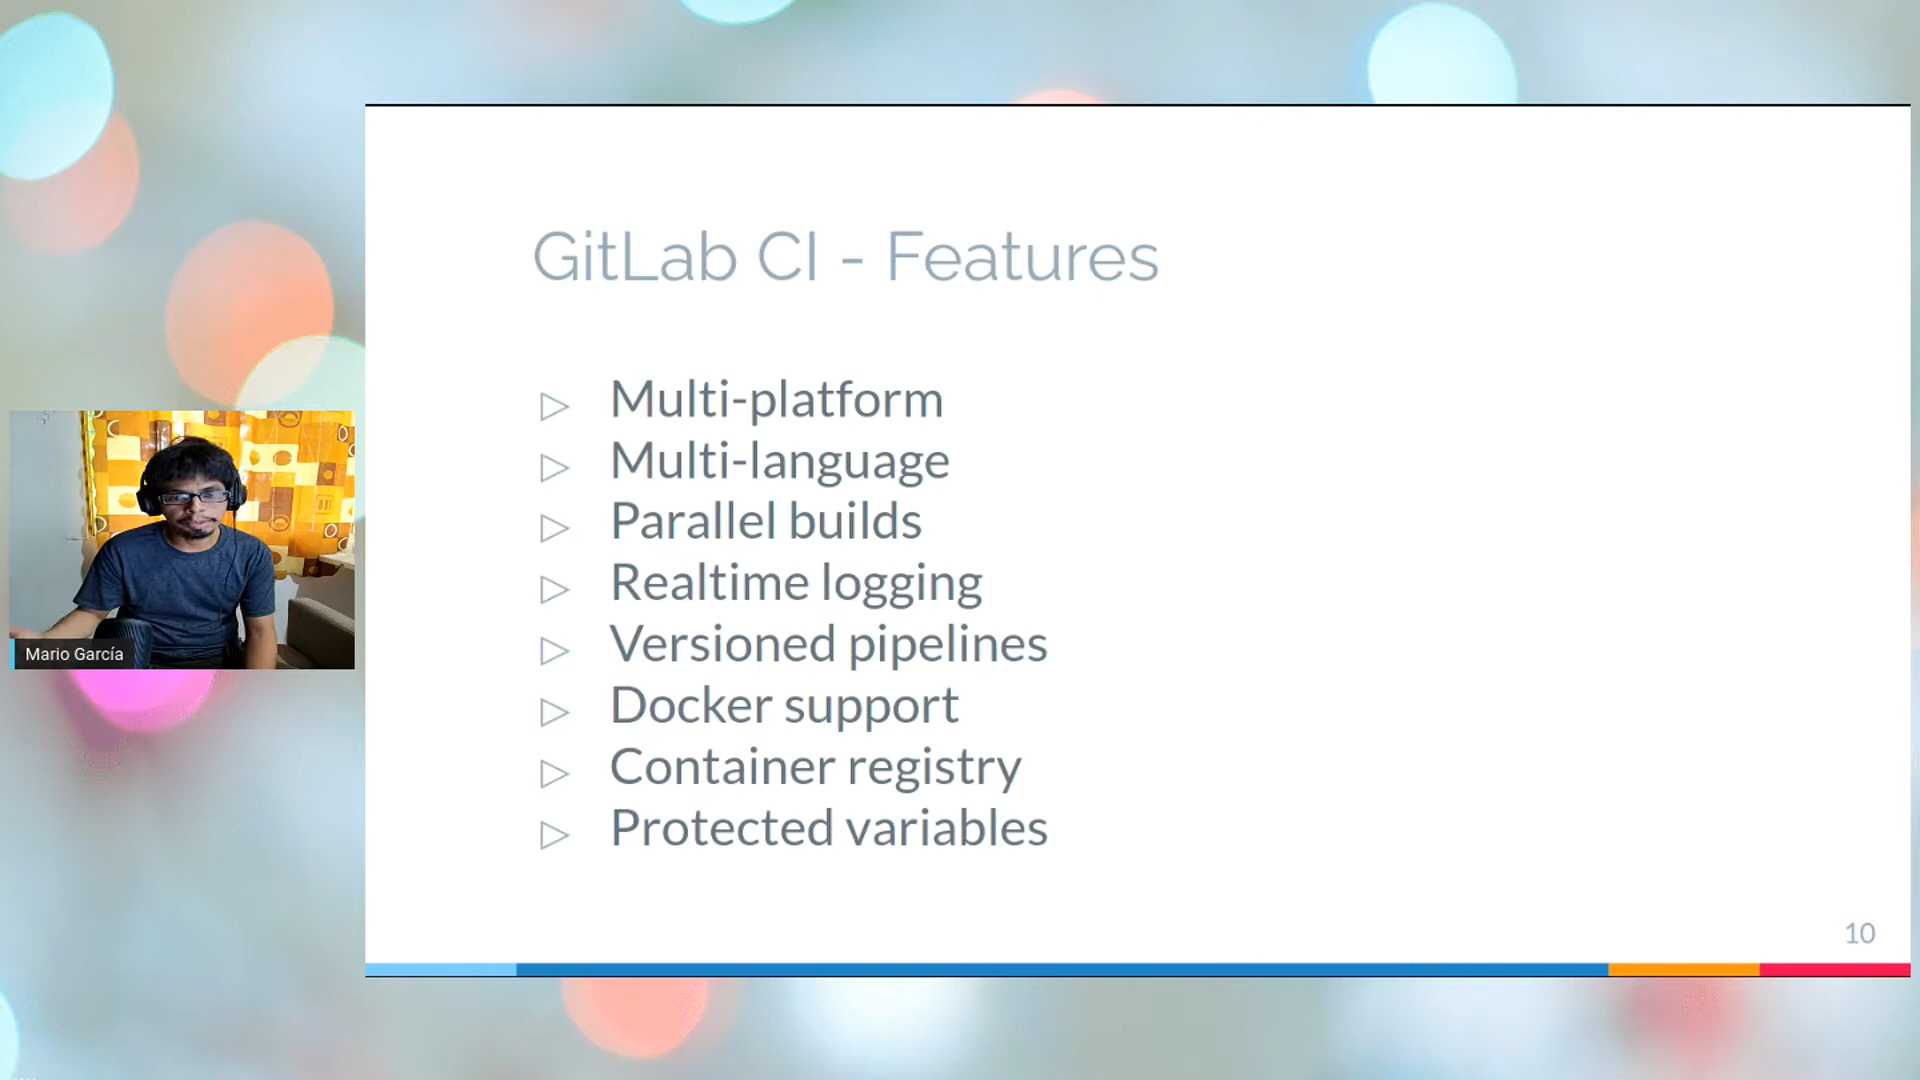 GitLab CI - Features
▷ Multi-platform
▷ Multi-language
▷ Parallel builds
▷ Realtime logging
▷ Versioned pipelines
▷ Docker support
▷ Container registry
▷ Protected variables
Mario García
10